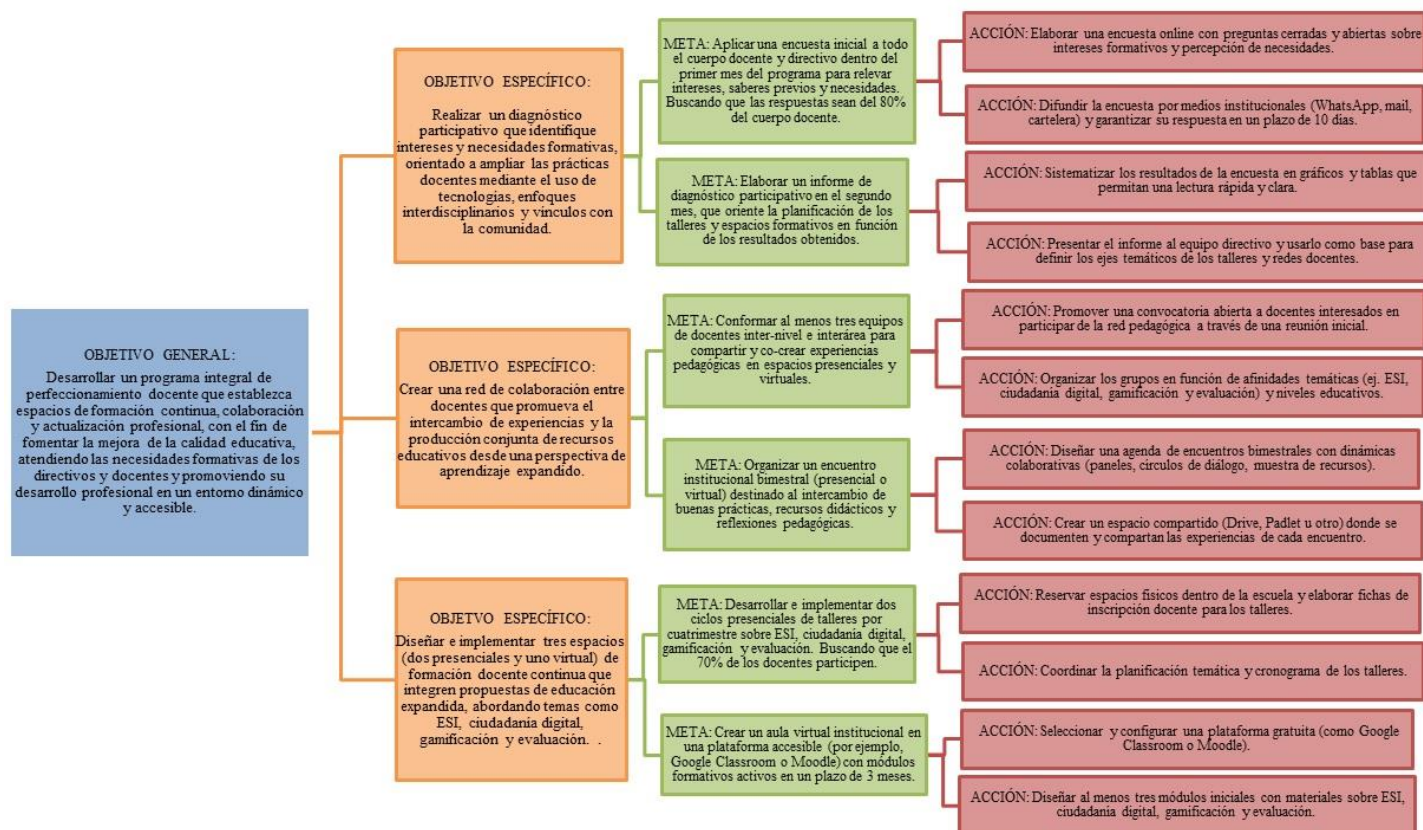 OBJETIVO GENERAL:
Desarrollar un programa integral de
perfeccionamiento docente que establezca
espacios de formación continua, colaboración
y actualización profesional, con el fin de
fomentar la mejora de la calidad educativa,
atendiendo las necesidades formativas de los
directivos y docentes y promoviendo su
desarrollo profesional en un entorno dinámico
y accesible.
OBJETIVO ESPECÍFICO:
Realizar un diagnóstico
participativo que identifique
intereses y necesidades formativas,
orientado a ampliar las prácticas
docentes mediante el uso de
tecnologías, enfoques
interdisciplinarios y vínculos con
la comunidad.
META: Aplicar una encuesta inicial a todo
el cuerpo docente y directivo dentro del
primer mes del programa para relevar
intereses, saberes previos y necesidades.
Buscando que las respuestas sean del 80%
del cuerpo docente.
ACCIÓN: Elaborar una encuesta online con preguntas cerradas y abiertas sobre
intereses formativos y percepción de necesidades.
ACCIÓN: Difundir la encuesta por medios institucionales (WhatsApp, mail,
cartelera) y garantizar su respuesta en un plazo de 10 días.
META: Elaborar un informe de
diagnóstico participativo en el segundo
mes, que oriente la planificación de los
talleres y espacios formativos en función
de los resultados obtenidos.
ACCIÓN: Sistematizar los resultados de la encuesta en gráficos y tablas que
permitan una lectura rápida y clara.
ACCIÓN: Presentar el informe al equipo directivo y usarlo como base para
definir los ejes temáticos de los talleres y redes docentes.
OBJETIVO ESPECÍFICO:
Crear una red de colaboración entre
docentes que promueva el
intercambio de experiencias y la
producción conjunta de recursos
educativos desde una perspectiva de
aprendizaje expandido.
META: Conformar al menos tres equipos
de docentes inter-nivel e interárea para
compartir y co-crear experiencias
pedagógicas en espacios presenciales y
virtuales.
ACCIÓN: Promover una convocatoria abierta a docentes interesados en
participar de la red pedagógica a través de una reunión inicial.
ACCIÓN: Organizar los grupos en función de afinidades temáticas (ej. ESI,
ciudadanía digital, gamificación y evaluación) y niveles educativos.
META: Organizar un encuentro
institucional bimestral (presencial o
virtual) destinado al intercambio de
buenas prácticas, recursos didácticos y
reflexiones pedagógicas.
ACCIÓN: Diseñar una agenda de encuentros bimestrales con dinámicas
colaborativas (paneles, círculos de diálogo, muestra de recursos).
ACCIÓN: Crear un espacio compartido (Drive, Padlet u otro) donde se
documenten y compartan las experiencias de cada encuentro.
OBJETVO ESPECÍFICO:
Diseñar e implementar tres espacios
(dos presenciales y uno virtual) de
formación docente continua que
integren propuestas de educación
expandida, abordando temas como
ESI, ciudadanía digital,
gamificación y evaluación. .
META: Desarrollar e implementar dos
ciclos presenciales de talleres por
cuatrimestre sobre ESI, ciudadanía digital,
gamificación y evaluación. Buscando que el
70% de los docentes participen.
ACCIÓN: Reservar espacios físicos dentro de la escuela y elaborar fichas de
inscripción docente para los talleres.
ACCIÓN: Coordinar la planificación temática y cronograma de los talleres.
META: Crear un aula virtual institucional en
una plataforma accesible (por ejemplo,
Google Classroom o Moodle) con módulos
formativos activos en un plazo de 3 meses.
ACCIÓN: Seleccionar y configurar una plataforma gratuita (como Google
Classroom o Moodle).
ACCIÓN: Diseñar al menos tres módulos iniciales con materiales sobre ESI,
ciudadanía digital, gamificación y evaluación.